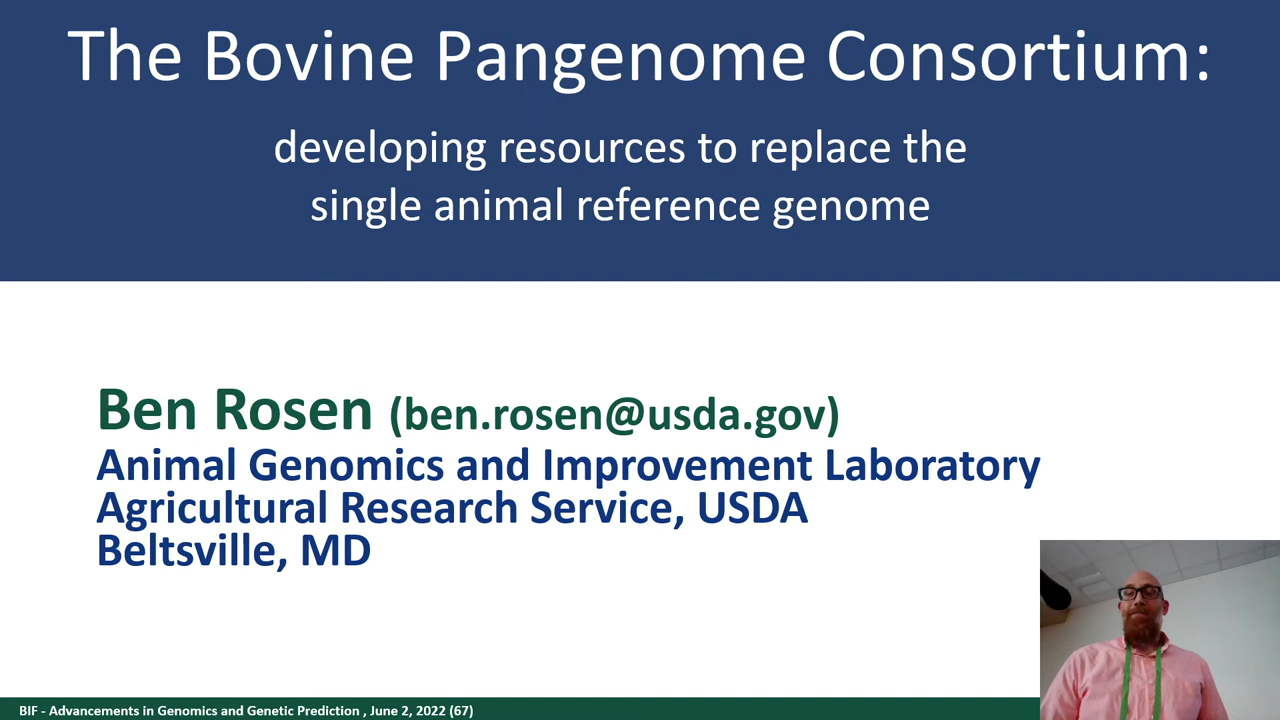 The Bovine Pangenome Consortium:
developing resources to replace the
single animal reference genome
Ben Rosen (ben.rosen@usda.gov)
Animal Genomics and Improvement Laboratory
Agricultural Research Service, USDA
Beltsville, MD
BIF - Advancements in Genomics and Genetic Prediction , June 2, 2022 (67)